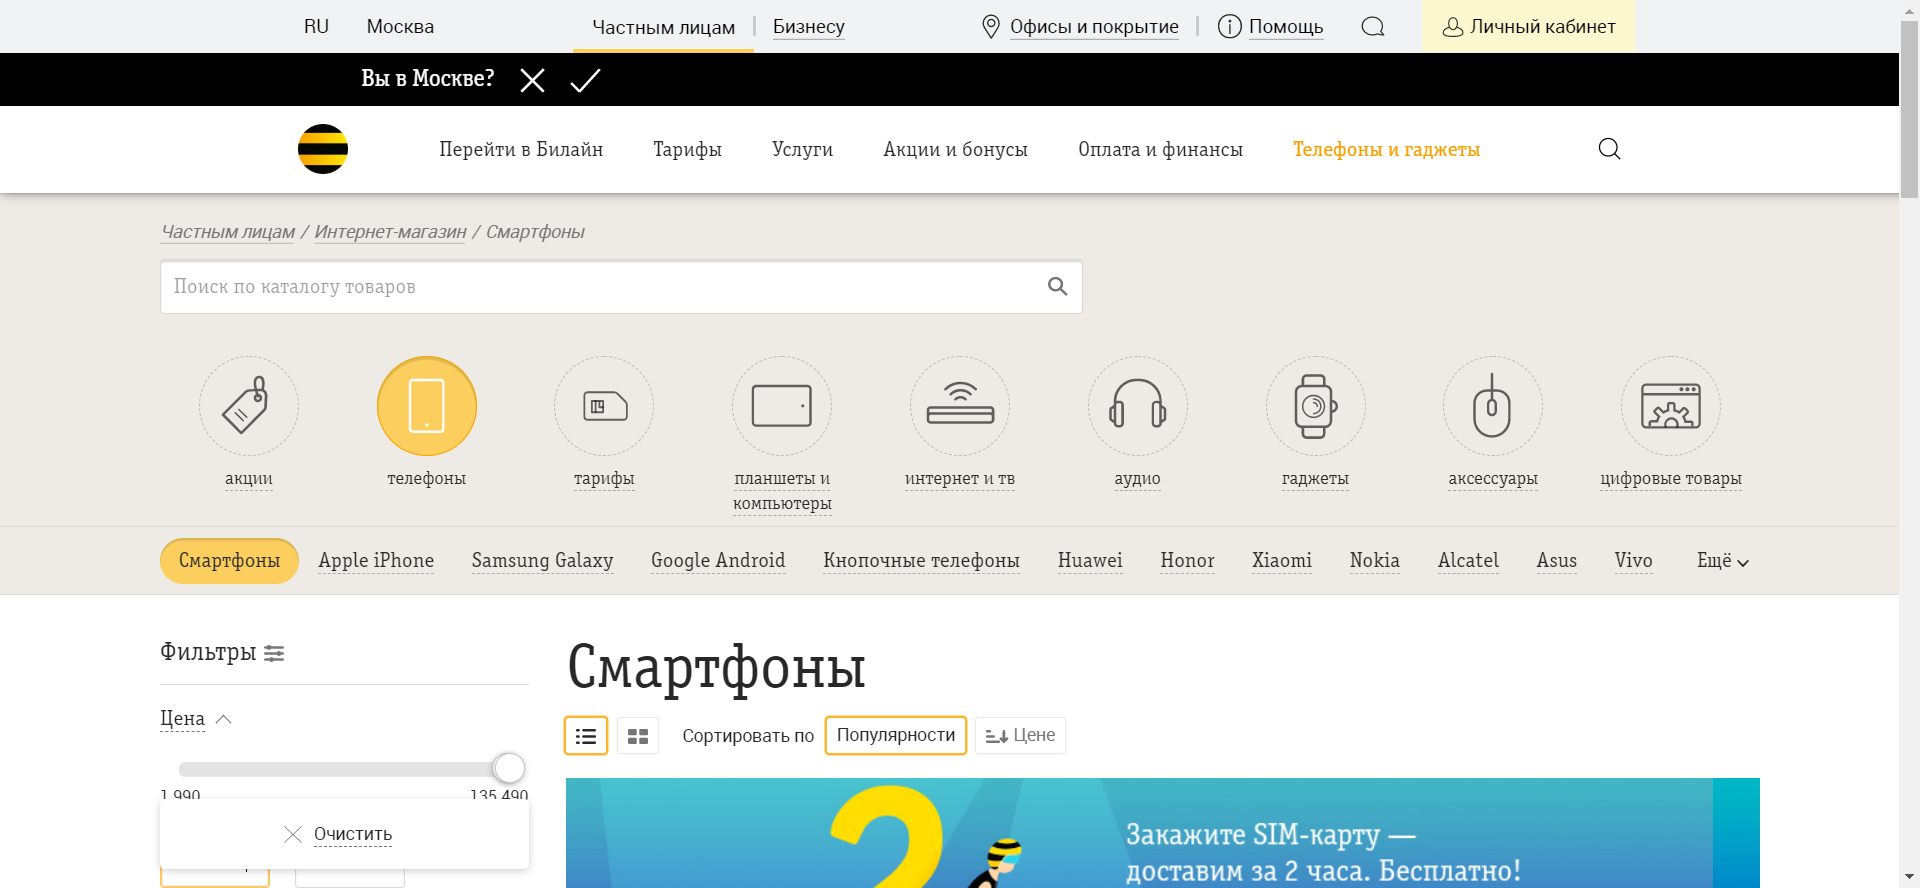 RU Москва Частным лицам Бизнесу Офисы и покрытие Помощь Личный кабинет
Вы в Москве?
Перейти в Билайн Тарифы Услуги Акции и бонусы Оплата и финансы Телефоны и гаджеты
Частным лицам / Интернет-магазин / Смартфоны
Поиск по каталогу товаров
акции телефоны тарифы планшеты и интернет и тв аудио гаджеты аксессуары цифровые товары
компьютеры
Смартфоны Apple iPhone Samsung Galaxy Google Android Кнопочные телефоны Huawei Honor Xiaomi Nokia Alcatel Asus Vivo Ещё
Фильтры
Смартфоны
Цена
Сортировать по Популярности Цене
1 990 135 490
Очистить
2
Закажите SIM-карту —
доставим за 2 часа. Бесплатно!